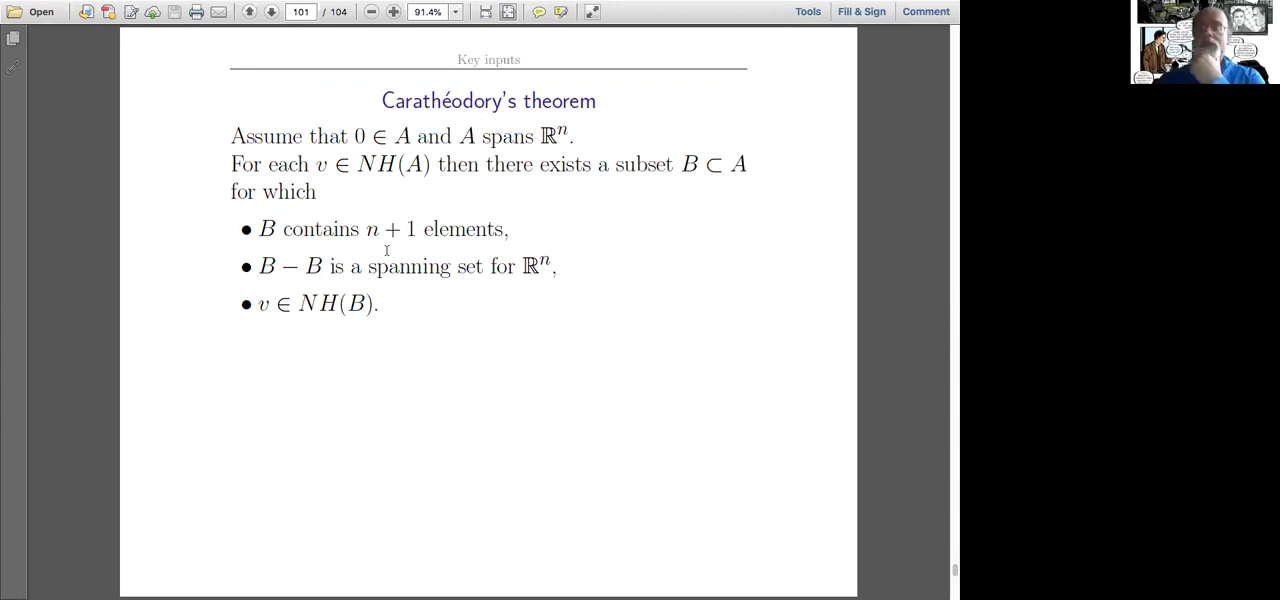 Open
101 / 104
91.4%
Tools
Fill & Sign
Comment
Key inputs
Carathéodory's theorem
Assume that 0 ∈ A and A spans ℝⁿ.
For each v ∈ NH(A) then there exists a subset B ⊂ A
for which
• B contains n + 1 elements,
• B − B is a spanning set for ℝⁿ,
• v ∈ NH(B).